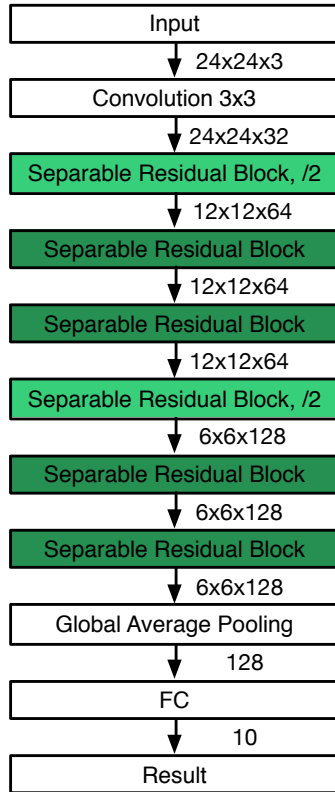 Input
24x24x3
Convolution 3x3
24x24x32
Separable Residual Block, /2
12x12x64
Separable Residual Block
12x12x64
Separable Residual Block
12x12x64
Separable Residual Block, /2
6x6x128
Separable Residual Block
6x6x128
Separable Residual Block
6x6x128
Global Average Pooling
128
FC
10
Result